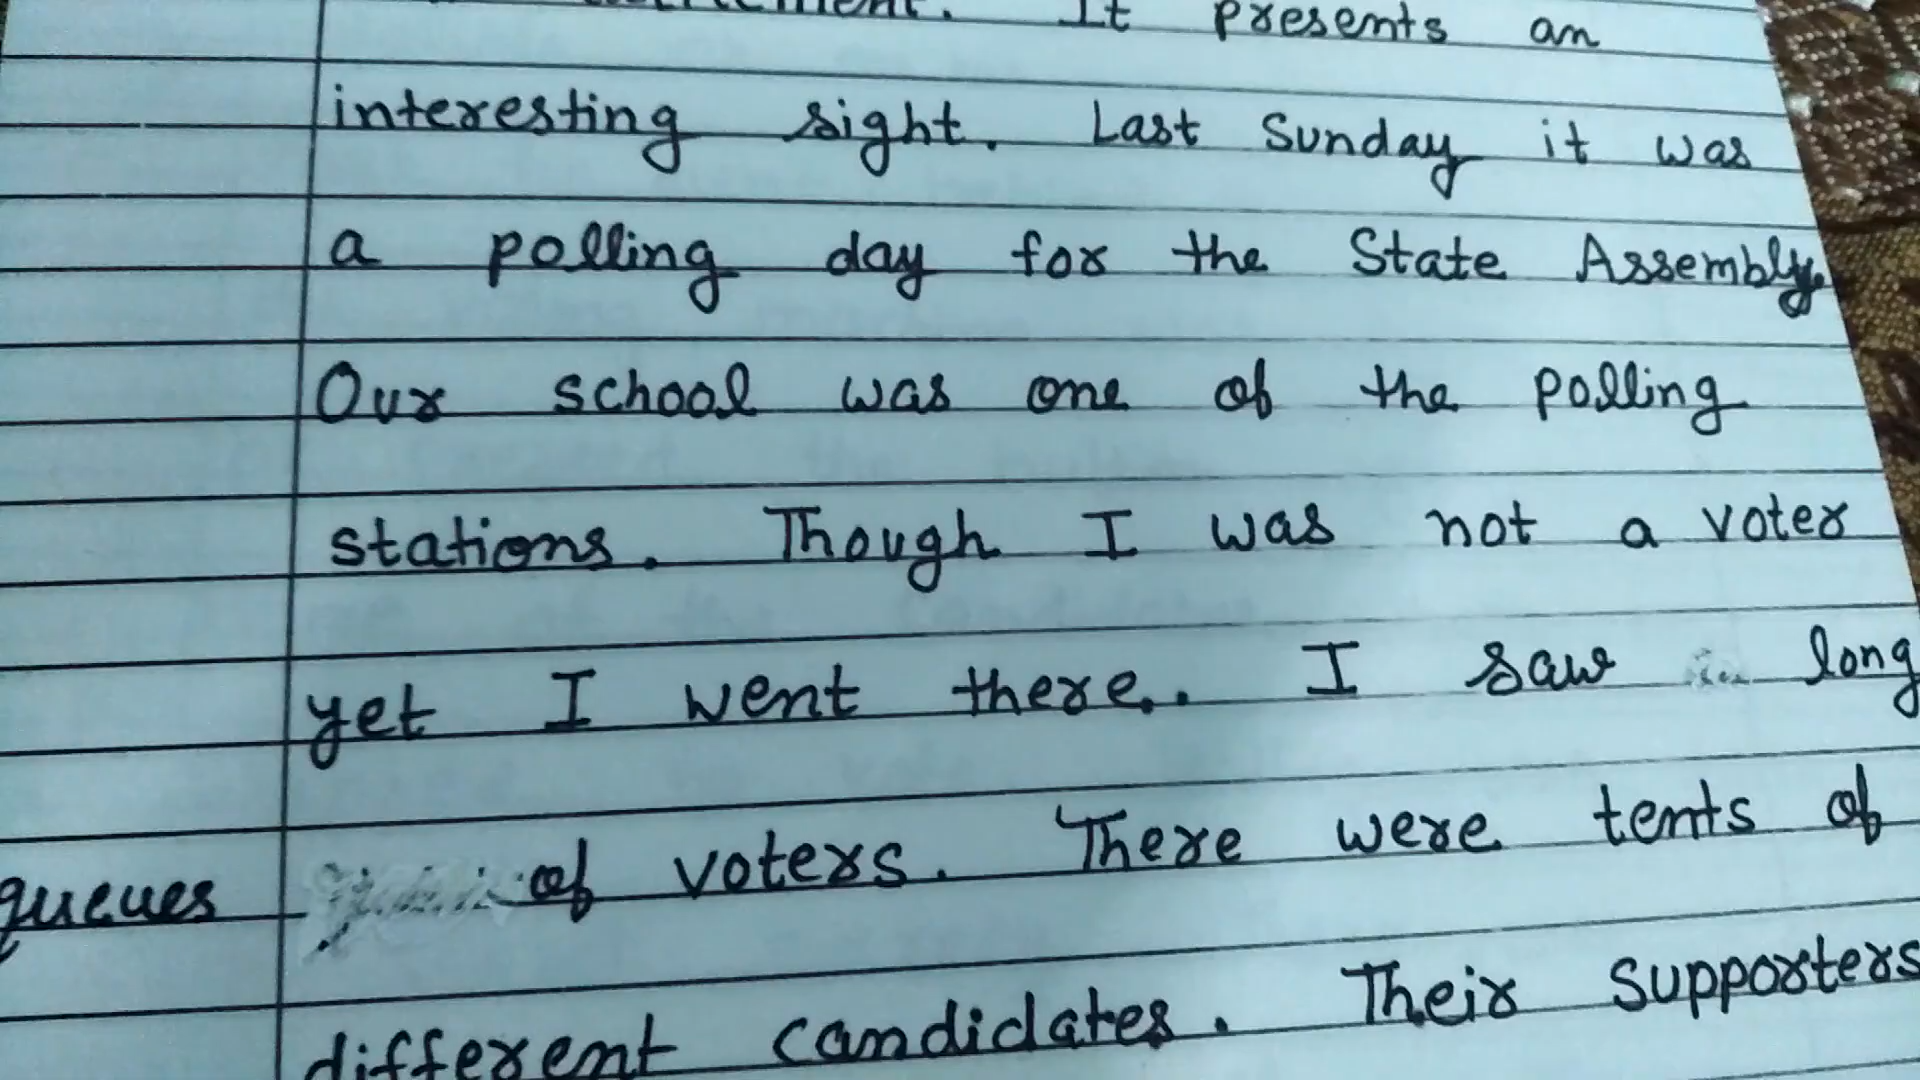 It presents an
interesting sight. Last Sunday it was
a polling day for the State Assembly.
Our school was one of the polling
stations. Though I was not a voter
yet I went there. I saw long
queues of voters. There were tents of
different candidates. Their supporters